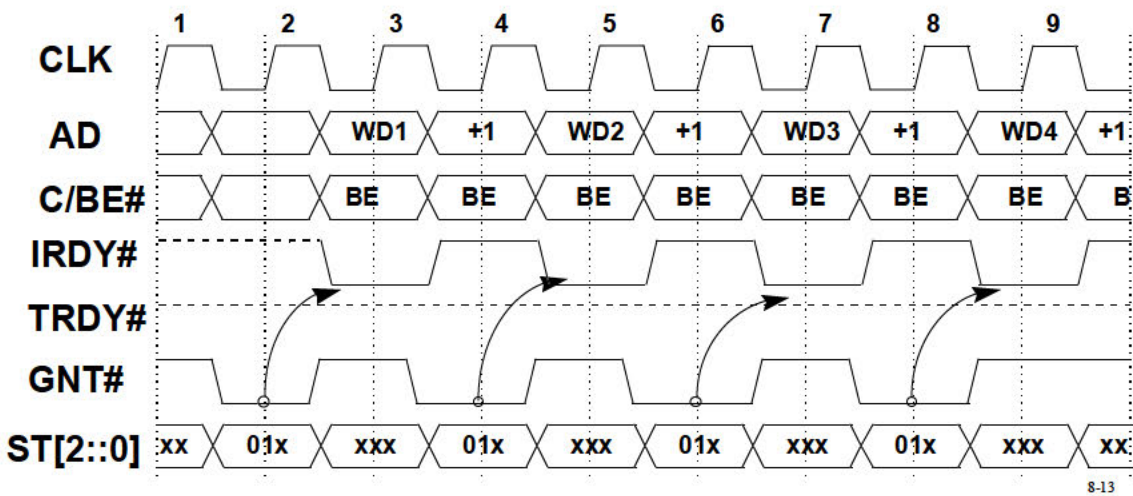 1 2 3 4 5 6 7 8 9
CLK
AD WD1 +1 WD2 +1 WD3 +1 WD4 +1
C/BE# BE BE BE BE BE BE BE B
IRDY#
TRDY#
GNT#
ST[2::0] xx 01x xxx 01x xxx 01x xxx 01x xxx xx
8-13